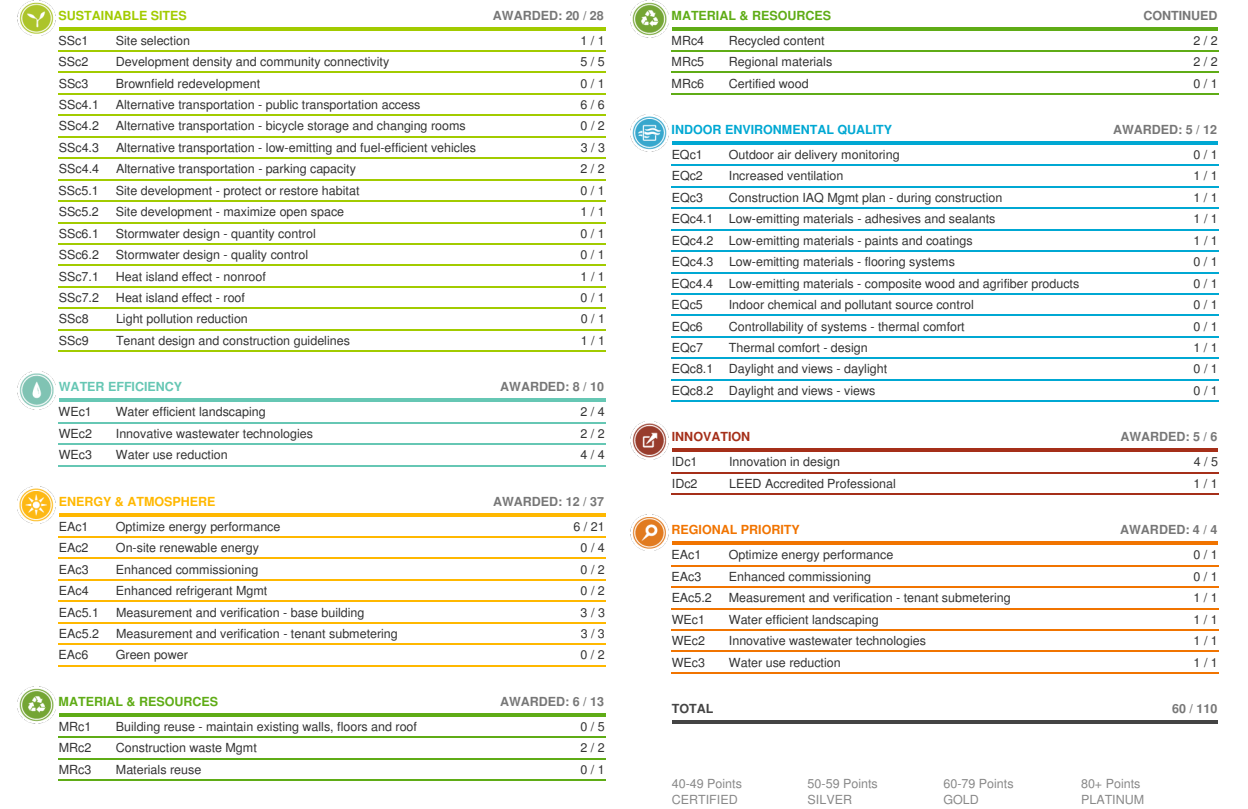 SUSTAINABLE SITES AWARDED: 20 / 28
SSc1 Site selection 1 / 1
SSc2 Development density and community connectivity 5 / 5
SSc3 Brownfield redevelopment 0 / 1
SSc4.1 Alternative transportation - public transportation access 6 / 6
SSc4.2 Alternative transportation - bicycle storage and changing rooms 0 / 2
SSc4.3 Alternative transportation - low-emitting and fuel-efficient vehicles 3 / 3
SSc4.4 Alternative transportation - parking capacity 2 / 2
SSc5.1 Site development - protect or restore habitat 0 / 1
SSc5.2 Site development - maximize open space 1 / 1
SSc6.1 Stormwater design - quantity control 0 / 1
SSc6.2 Stormwater design - quality control 0 / 1
SSc7.1 Heat island effect - nonroof 1 / 1
SSc7.2 Heat island effect - roof 0 / 1
SSc8 Light pollution reduction 0 / 1
SSc9 Tenant design and construction guidelines 1 / 1
WATER EFFICIENCY AWARDED: 8 / 10
WEc1 Water efficient landscaping 2 / 4
WEc2 Innovative wastewater technologies 2 / 2
WEc3 Water use reduction 4 / 4
ENERGY & ATMOSPHERE AWARDED: 12 / 37
EAc1 Optimize energy performance 6 / 21
EAc2 On-site renewable energy 0 / 4
EAc3 Enhanced commissioning 0 / 2
EAc4 Enhanced refrigerant Mgmt 0 / 2
EAc5.1 Measurement and verification - base building 3 / 3
EAc5.2 Measurement and verification - tenant submetering 3 / 3
EAc6 Green power 0 / 2
MATERIAL & RESOURCES AWARDED: 6 / 13
MRc1 Building reuse - maintain existing walls, floors and roof 0 / 5
MRc2 Construction waste Mgmt 2 / 2
MRc3 Materials reuse 0 / 1
MATERIAL & RESOURCES CONTINUED
MRc4 Recycled content 2 / 2
MRc5 Regional materials 2 / 2
MRc6 Certified wood 0 / 1
INDOOR ENVIRONMENTAL QUALITY AWARDED: 5 / 12
EQc1 Outdoor air delivery monitoring 0 / 1
EQc2 Increased ventilation 1 / 1
EQc3 Construction IAQ Mgmt plan - during construction 1 / 1
EQc4.1 Low-emitting materials - adhesives and sealants 1 / 1
EQc4.2 Low-emitting materials - paints and coatings 1 / 1
EQc4.3 Low-emitting materials - flooring systems 0 / 1
EQc4.4 Low-emitting materials - composite wood and agrifiber products 0 / 1
EQc5 Indoor chemical and pollutant source control 0 / 1
EQc6 Controllability of systems - thermal comfort 0 / 1
EQc7 Thermal comfort - design 1 / 1
EQc8.1 Daylight and views - daylight 0 / 1
EQc8.2 Daylight and views - views 0 / 1
INNOVATION AWARDED: 5 / 6
IDc1 Innovation in design 4 / 5
IDc2 LEED Accredited Professional 1 / 1
REGIONAL PRIORITY AWARDED: 4 / 4
EAc1 Optimize energy performance 0 / 1
EAc3 Enhanced commissioning 0 / 1
EAc5.2 Measurement and verification - tenant submetering 1 / 1
WEc1 Water efficient landscaping 1 / 1
WEc2 Innovative wastewater technologies 1 / 1
WEc3 Water use reduction 1 / 1
TOTAL 60 / 110
40-49 Points 50-59 Points 60-79 Points 80+ Points
CERTIFIED SILVER GOLD PLATINUM